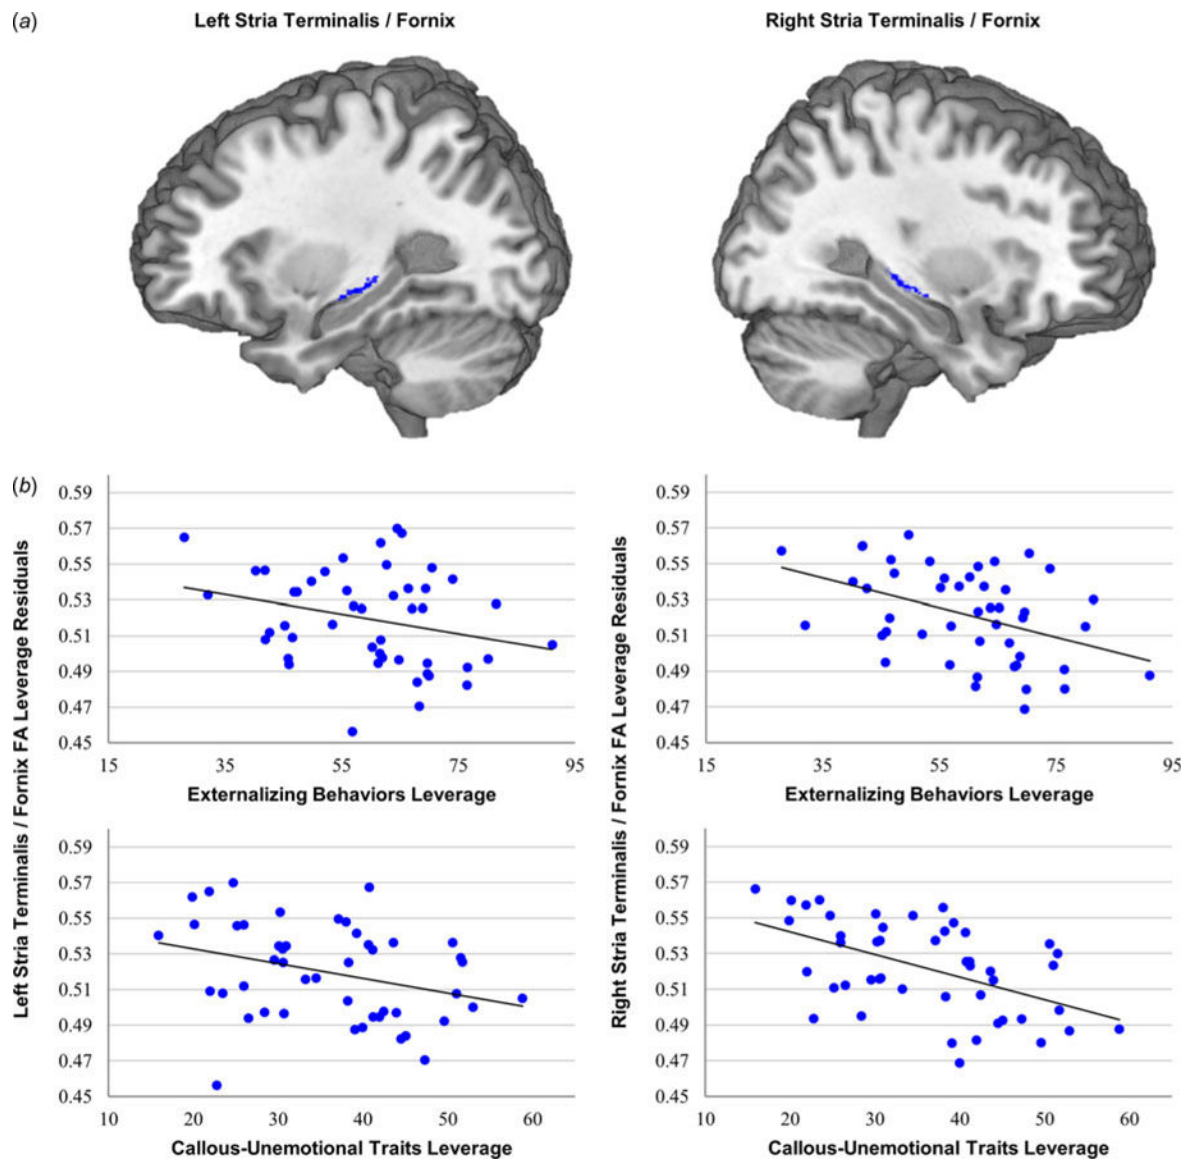 (a)
Left Stria Terminalis / Fornix
Right Stria Terminalis / Fornix
(b)
Left Stria Terminalis / Fornix FA Leverage Residuals
0.59
0.57
0.55
0.53
0.51
0.49
0.47
0.45
15 35 55 75 95
Externalizing Behaviors Leverage
Right Stria Terminalis / Fornix FA Leverage Residuals
0.59
0.57
0.55
0.53
0.51
0.49
0.47
0.45
15 35 55 75 95
Externalizing Behaviors Leverage
0.59
0.57
0.55
0.53
0.51
0.49
0.47
0.45
10 20 30 40 50 60
Callous-Unemotional Traits Leverage
0.59
0.57
0.55
0.53
0.51
0.49
0.47
0.45
10 20 30 40 50 60
Callous-Unemotional Traits Leverage